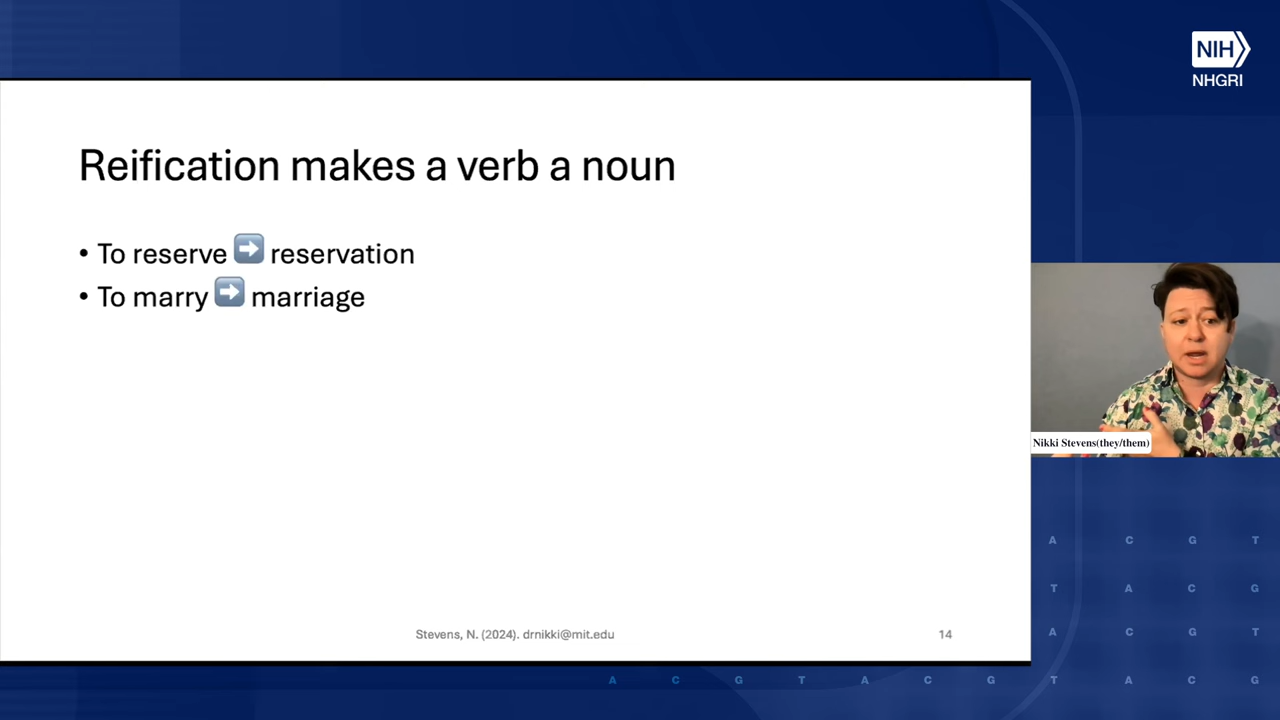 NIH
NHGRI
Reification makes a verb a noun
• To reserve ➡️ reservation
• To marry ➡️ marriage
Nikki Stevens(they/them)
Stevens, N. (2024). drnikki@mit.edu
14
A C G T
T A C G
A C G T
A C G T A C G T A C G